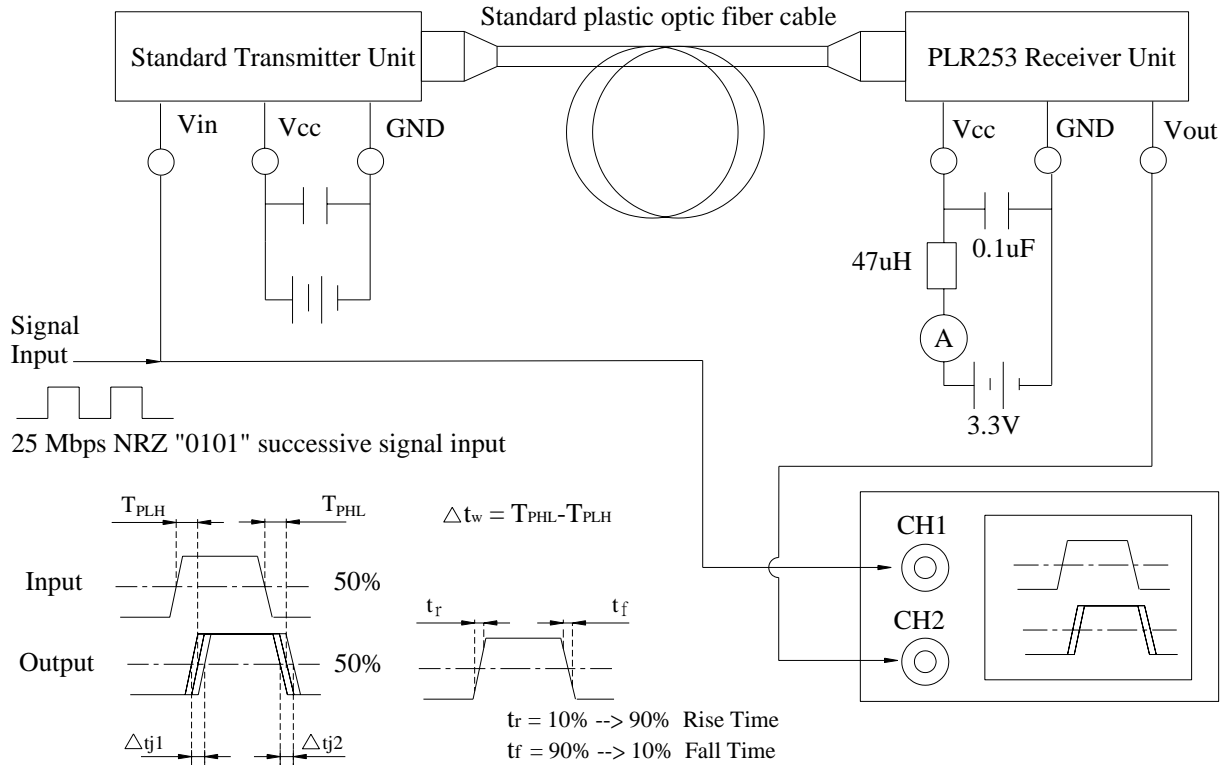 Standard plastic optic fiber cable
Standard Transmitter Unit
PLR253 Receiver Unit
Vin
Vcc
GND
Vcc
GND
Vout
0.1uF
47uH
A
3.3V
Signal
Input
25 Mbps NRZ "0101" successive signal input
TPLH
TPHL
△tw = TPHL-TPLH
Input
50%
Output
50%
△tj1
△tj2
tr
tf
tr = 10% --> 90% Rise Time
tf = 90% --> 10% Fall Time
CH1
CH2